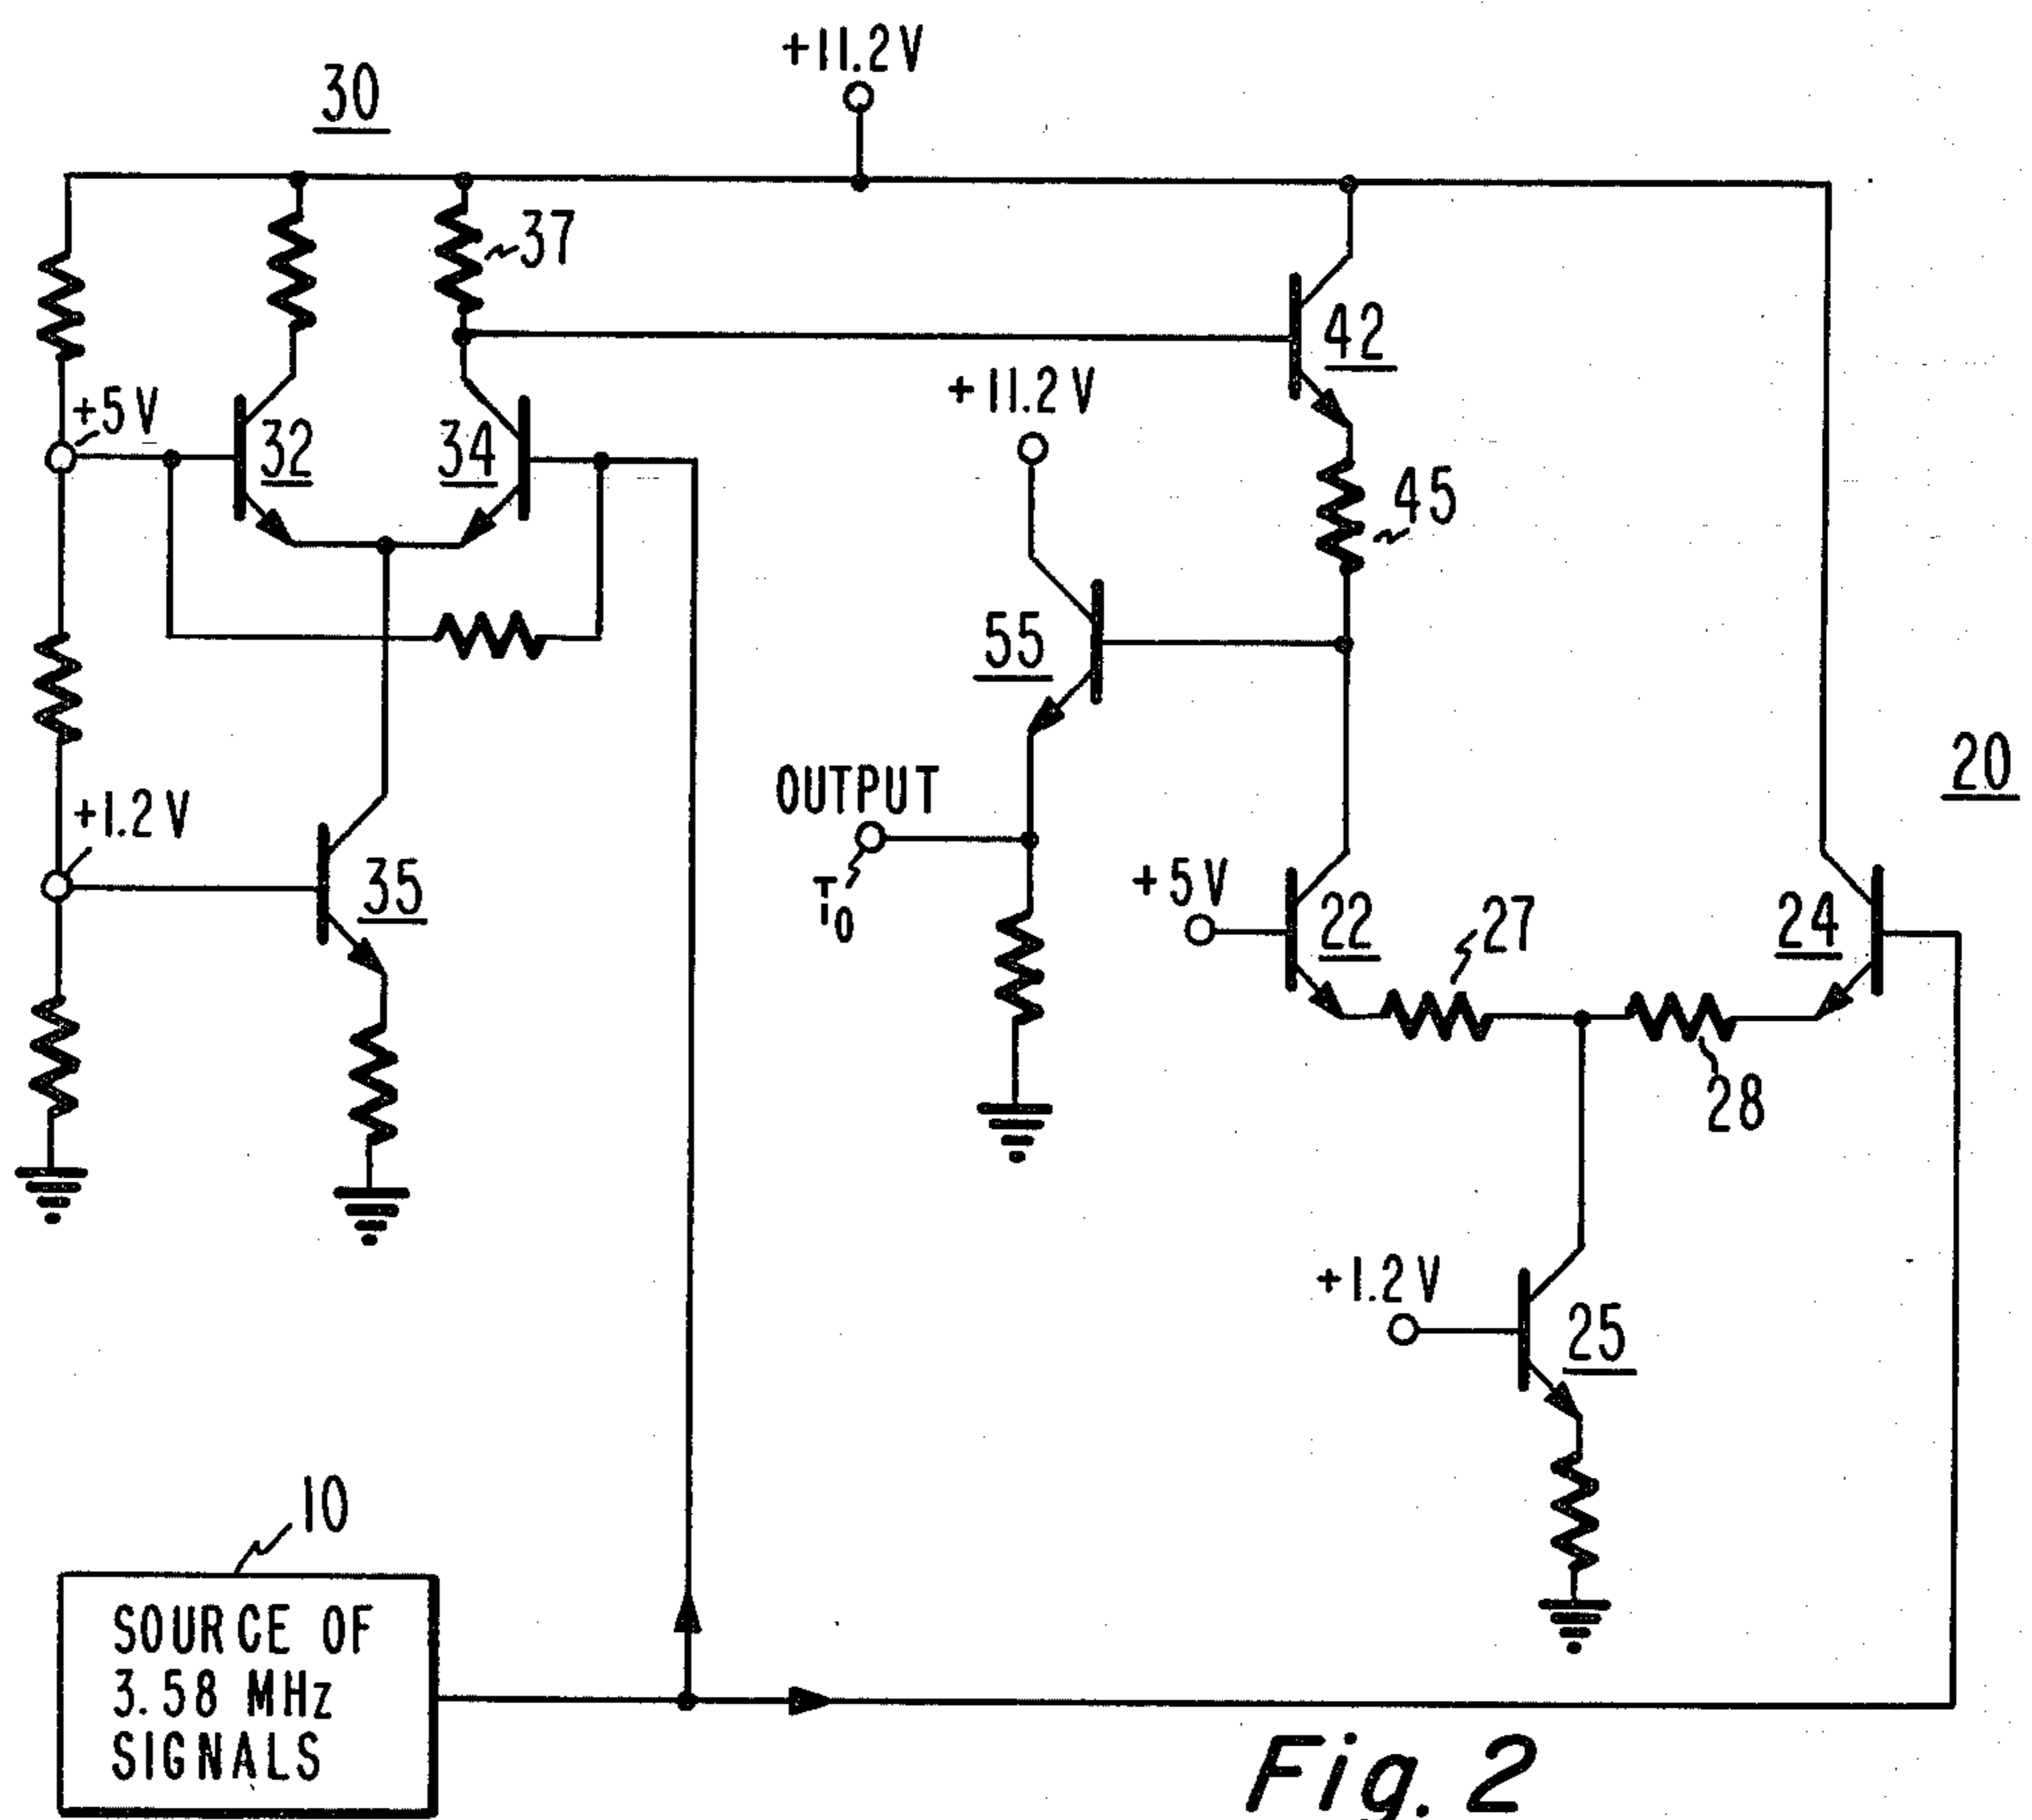 +11.2V
30
37
42
+11.2V
+5V
32
34
45
55
20
OUTPUT
+1.2V
35
T0
+5V
22
27
24
28
+1.2V
25
10
SOURCE OF
3.58 MHz
SIGNALS
Fig. 2